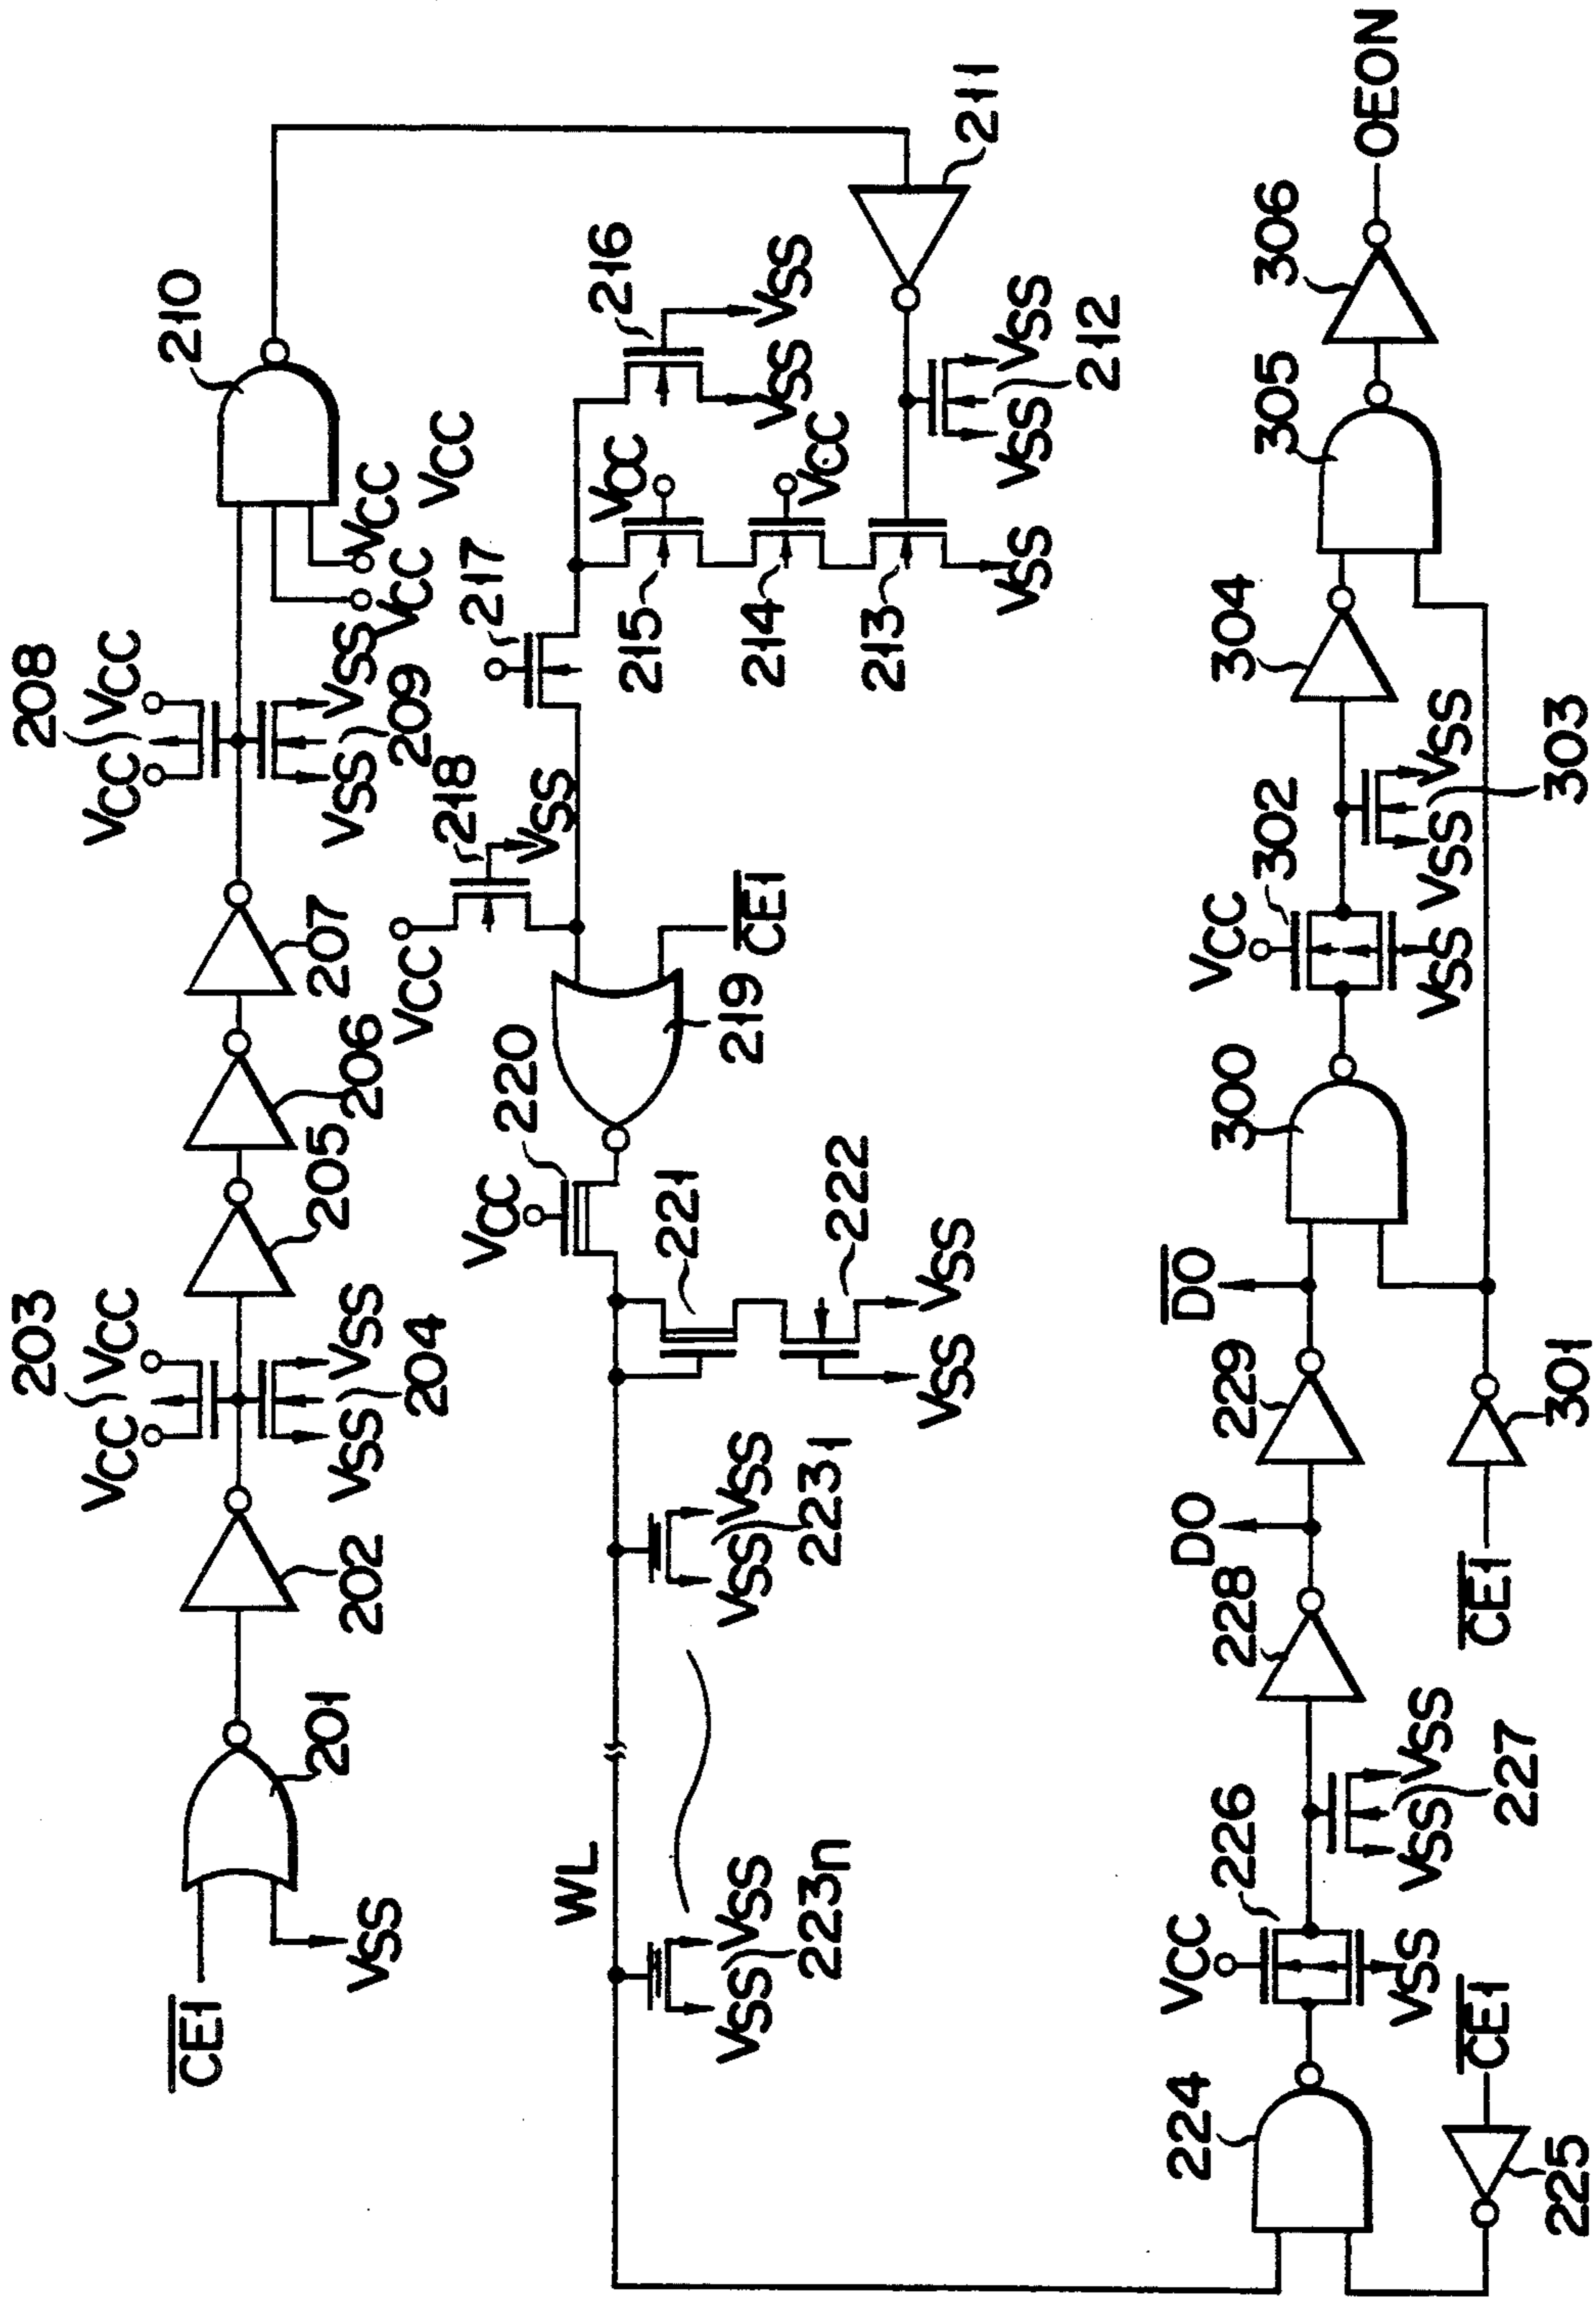 CE1
VSS
201
202
VCC
VCC
203
VSS
VSS
204
205
206
207
VCC
VCC
208
VSS
VSS
209
VCC
VCC
VCC
210
211
VSS
VSS
212
213
VSS
214
VCC
215
VCC
216
VSS
VSS
217
218
VCC
VSS
CE1
219
220
VCC
221
222
VSS
VSS
VSS
VSS
2231
WL
VSS
VSS
223n
224
CE1
225
VCC
226
VSS
VSS
VSS
227
228
DO
229
DO
CE1
301
300
VCC
302
VSS
VSS
VSS
303
304
305
306
OEON